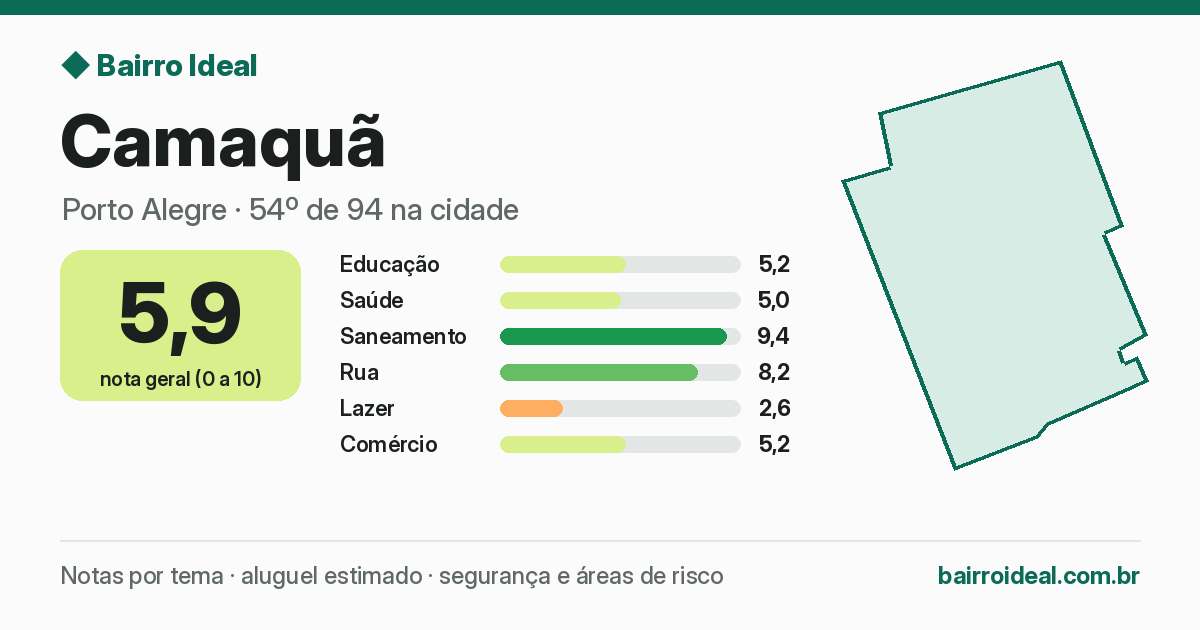 Bairro Ideal
Camaquã
Porto Alegre · 54º de 94 na cidade
5,9
nota geral (0 a 10)
Educação 5,2
Saúde 5,0
Saneamento 9,4
Rua 8,2
Lazer 2,6
Comércio 5,2
Notas por tema · aluguel estimado · segurança e áreas de risco
bairroideal.com.br